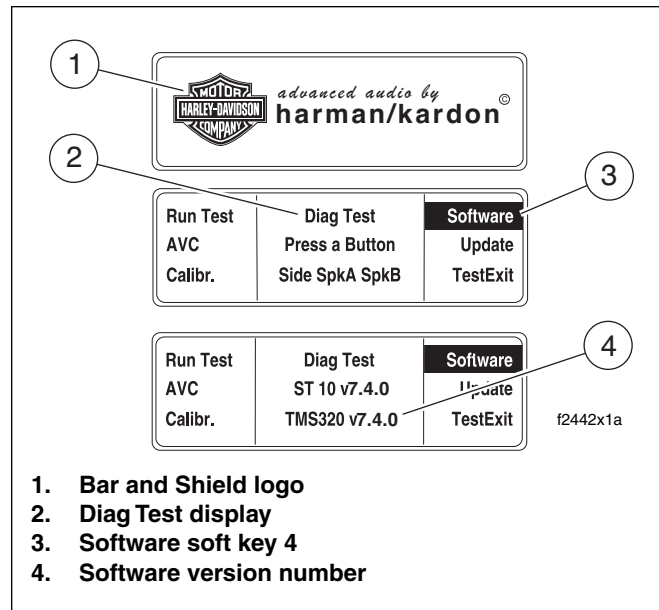 1
MOTOR
HARLEY-DAVIDSON
COMPANY
advanced audio by
harman/kardon©
2
3
Run Test Diag Test Software
AVC Press a Button Update
Calibr. Side SpkA SpkB TestExit
4
Run Test Diag Test Software
AVC ST 10 v7.4.0 Update
Calibr. TMS320 v7.4.0 TestExit
f2442x1a
1. Bar and Shield logo
2. Diag Test display
3. Software soft key 4
4. Software version number